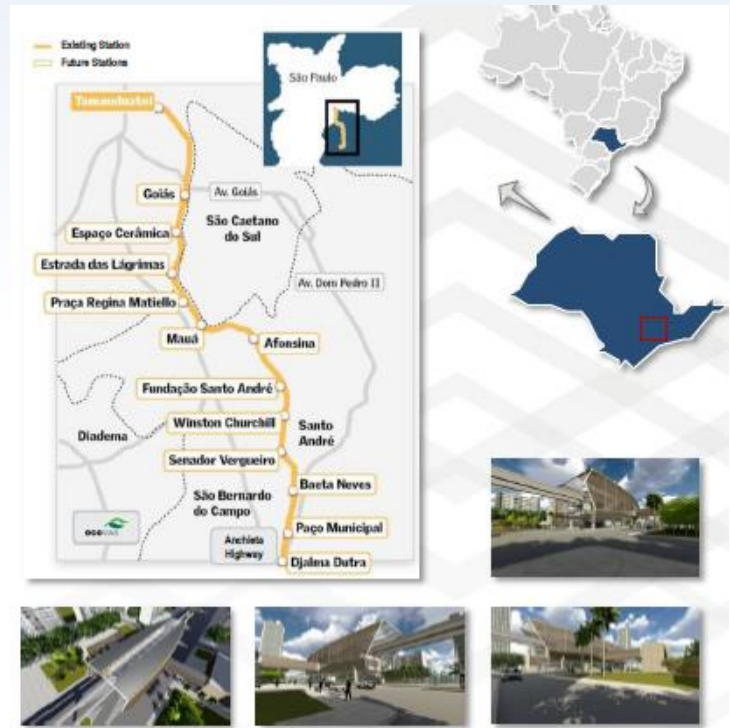 Existing Station
Future Stations
São Paulo
Tamanduateí
Goiás
Av. Goiás
São Caetano
do Sul
Espaço Cerâmica
Estrada das Lágrimas
Av. Dom Pedro II
Praça Regina Matiello
Mauá
Afonsina
Fundação Santo André
Winston Churchill
Santo
André
Diadema
Senador Vergueiro
Baeta Neves
São Bernardo
do Campo
ecovias
Paço Municipal
Anchieta
Highway
Djalma Dutra